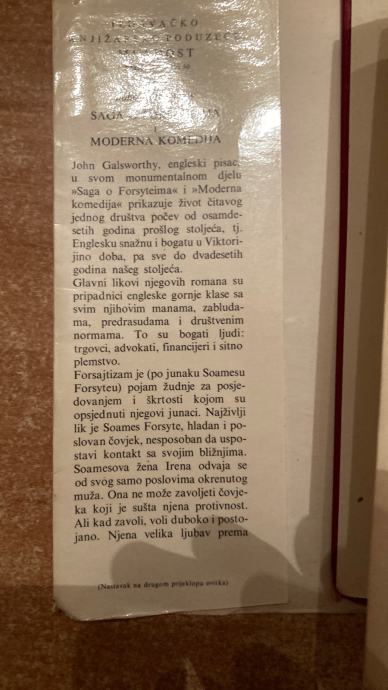 KNJIŽARSKO PODUZEĆE
SAGA
I
MODERNA KOMEDIJA
John Galsworthy, engleski pisac,
u svom monumentalnom djelu
»Saga o Forsyteima« i »Moderna
komedija« prikazuje život čitavog
jednog društva počev od osamde-
setih godina prošlog stoljeća, tj.
Englesku snažnu i bogatu u Viktori-
jino doba, pa sve do dvadesetih
godina našeg stoljeća.
Glavni likovi njegovih romana su
pripadnici engleske gornje klase sa
svim njihovim manama, zabluda-
ma, predrasudama i društvenim
normama. To su bogati ljudi:
trgovci, advokati, financijeri i sitno
plemstvo.
Forsajtizam je (po junaku Soamesu
Forsyteu) pojam žudnje za posje-
dovanjem i škrtosti kojom su
opsjednuti njegovi junaci. Najživlji
lik je Soames Forsyte, hladan i po-
slovan čovjek, nesposoban da uspo-
stavi kontakt sa svojim bližnjima.
Soamesova žena Irena odvaja se
od svog samo poslovima okrenutog
muža. Ona ne može zavoljeti čovje-
ka koji je sušta njena protivnost.
Ali kad zavoli, voli duboko i posto-
jano. Njena velika ljubav prema
(Nastavak na drugom prijeklopu ovitka)